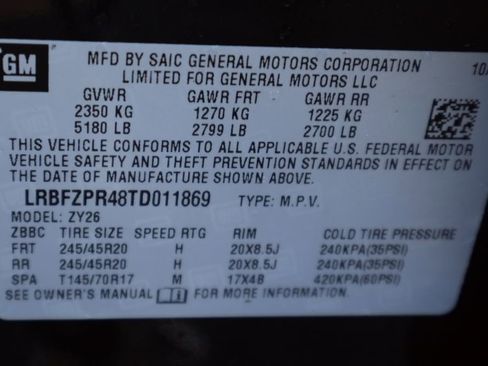 GM
MFD BY SAIC GENERAL MOTORS CORPORATION
LIMITED FOR GENERAL MOTORS LLC
10/
GVWR GAWR FRT GAWR RR
2350 KG 1270 KG 1225 KG
5180 LB 2799 LB 2700 LB
THIS VEHICLE CONFORMS TO ALL APPLICABLE U.S. FEDERAL MOTOR
VEHICLE SAFETY AND THEFT PREVENTION STANDARDS IN EFFECT ON
THE DATE OF MANUFACTURE SHOWN ABOVE.
LRBFZPR48TD011869 TYPE: M.P.V.
MODEL: ZY26
ZBBC TIRE SIZE SPEED RTG RIM COLD TIRE PRESSURE
FRT 245/45R20 H 20X8.5J 240KPA(35PSI)
RR 245/45R20 H 20X8.5J 240KPA(35PSI)
SPA T145/70R17 M 17X4B 420KPA(60PSI)
SEE OWNER'S MANUAL FOR MORE INFORMATION